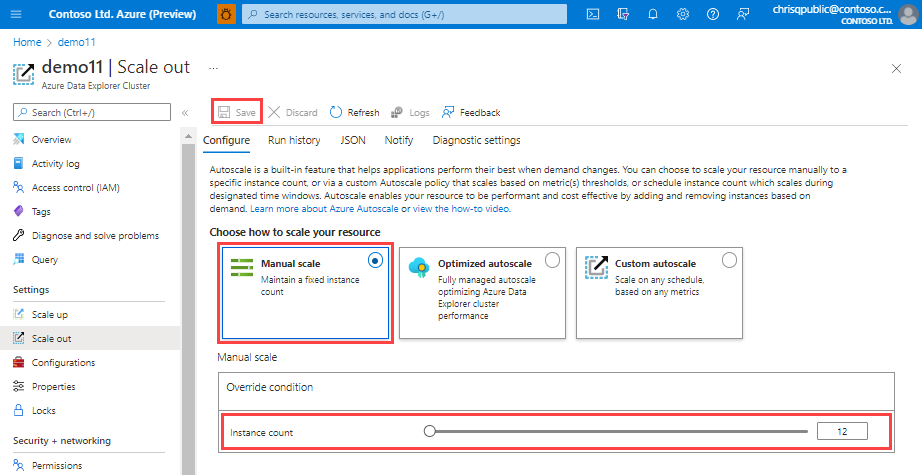 Contoso Ltd. Azure (Preview)
Search resources, services, and docs (G+/)
chrisqpublic@contoso.c...
CONTOSO LTD.
Home > demo11 >
demo11 | Scale out ...
Azure Data Explorer Cluster
Search (Ctrl+/)
«
Save
Discard
Refresh
Logs
Feedback
Overview
Activity log
Access control (IAM)
Tags
Diagnose and solve problems
Query
Settings
Scale up
Scale out
Configurations
Properties
Locks
Security + networking
Permissions
Configure
Run history
JSON
Notify
Diagnostic settings
Autoscale is a built-in feature that helps applications perform their best when demand changes. You can choose to scale your resource manually to a
specific instance count, or via a custom Autoscale policy that scales based on metric(s) thresholds, or schedule instance count which scales during
designated time windows. Autoscale enables your resource to be performant and cost effective by adding and removing instances based on
demand. Learn more about Azure Autoscale or view the how-to video.
Choose how to scale your resource
Manual scale
Maintain a fixed instance
count
Optimized autoscale
Fully managed autoscale
optimizing Azure Data
Explorer cluster
performance
Custom autoscale
Scale on any schedule,
based on any metrics
Manual scale
Override condition
Instance count
12